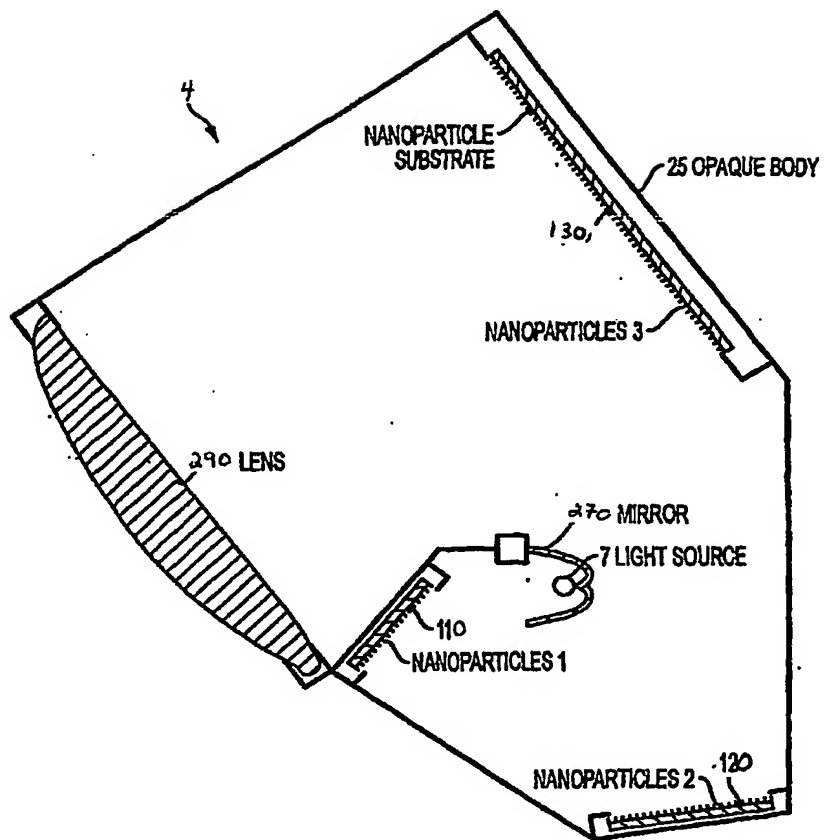 4
NANOPARTICLE
SUBSTRATE
25 OPAQUE BODY
130,
NANOPARTICLES 3
290 LENS
270 MIRROR
7 LIGHT SOURCE
110
NANOPARTICLES 1
NANOPARTICLES 2
120